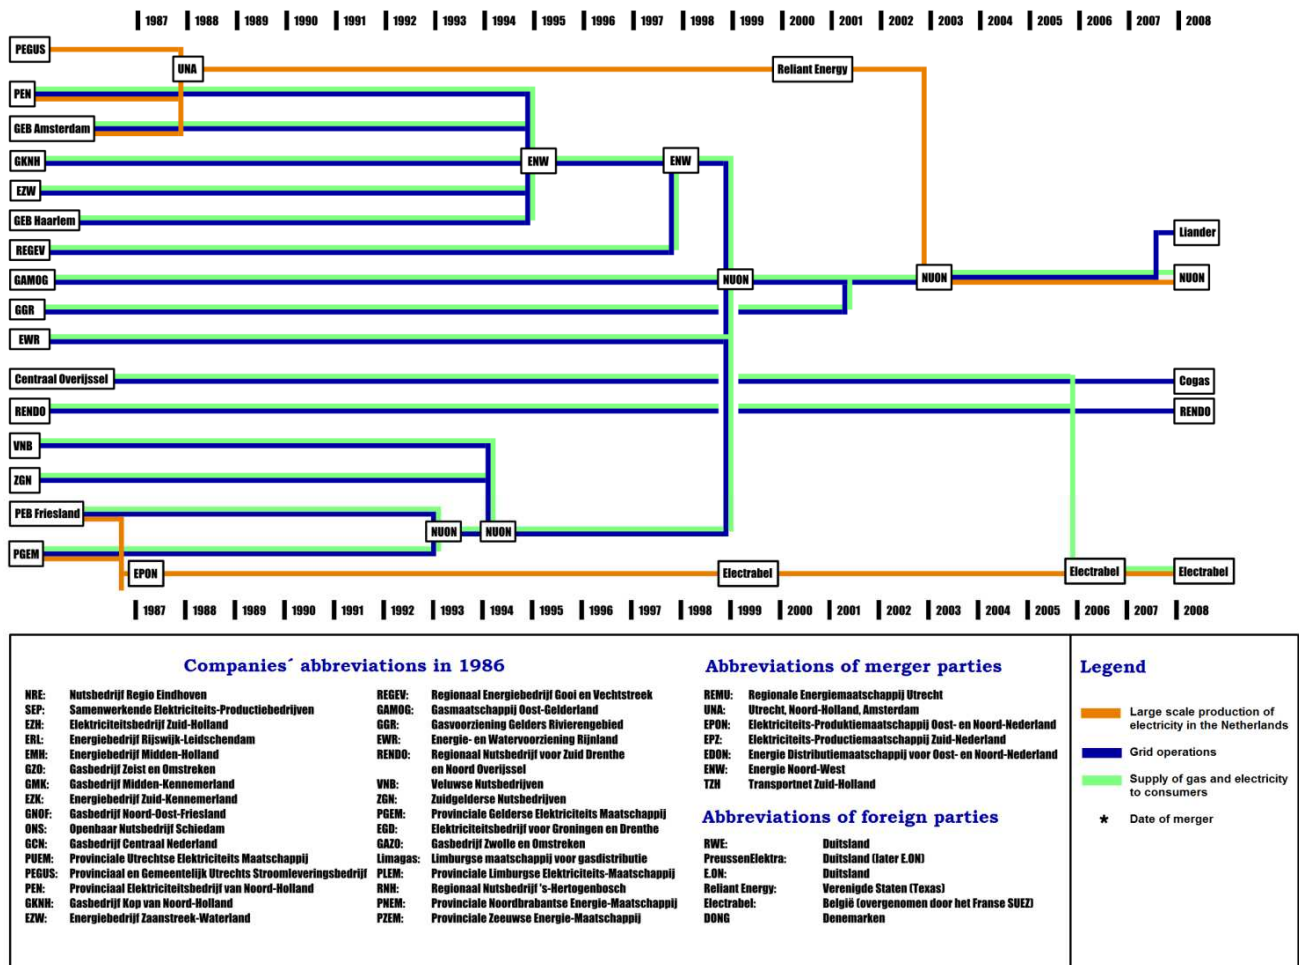 1987 1988 1989 1990 1991 1992 1993 1994 1995 1996 1997 1998 1999 2000 2001 2002 2003 2004 2005 2006 2007 2008
PEGUS
UNA
Reliant Energy
PEN
GEB Amsterdam
GKNH
ENW
ENW
EZW
GEB Haarlem
Liander
REGEV
GAMOG
NUON
NUON
NUON
GGR
EWR
Centraal Overijssel
Cogas
RENDO
RENDO
VNB
ZGN
PEB Friesland
NUON
NUON
PGEM
EPON
Electrabel
Electrabel
Electrabel
1987 1988 1989 1990 1991 1992 1993 1994 1995 1996 1997 1998 1999 2000 2001 2002 2003 2004 2005 2006 2007 2008
Companies´ abbreviations in 1986
NRE: Nutsbedrijf Regio Eindhoven
SEP: Samenwerkende Elektriciteits-Productiebedrijven
EZH: Elektriciteitsbedrijf Zuid-Holland
ERL: Energiebedrijf Rijswijk-Leidschendam
EMH: Energiebedrijf Midden-Holland
GZO: Gasbedrijf Zeist en Omstreken
GMK: Gasbedrijf Midden-Kennemerland
EZK: Energiebedrijf Zuid-Kennemerland
GNOF: Gasbedrijf Noord-Oost-Friesland
ONS: Openbaar Nutsbedrijf Schiedam
GCN: Gasbedrijf Centraal Nederland
PUEM: Provinciale Utrechtse Elektriciteits Maatschappij
PEGUS: Provinciaal en Gemeentelijk Utrechts Stroomleveringsbedrijf
PEN: Provinciaal Elektriciteitsbedrijf van Noord-Holland
GKNH: Gasbedrijf Kop van Noord-Holland
EZW: Energiebedrijf Zaanstreek-Waterland
REGEV: Regionaal Energiebedrijf Gooi en Vechtstreek
GAMOG: Gasmaatschappij Oost-Gelderland
GGR: Gasvoorziening Gelders Rivierengebied
EWR: Energie- en Watervoorziening Rijnland
RENDO: Regionaal Nutsbedrijf voor Zuid Drenthe
en Noord Overijssel
VNB: Veluwse Nutsbedrijven
ZGN: Zuidgelderse Nutsbedrijven
PGEM: Provinciale Gelderse Elektriciteits Maatschappij
EGD: Elektriciteitsbedrijf voor Groningen en Drenthe
GAZO: Gasbedrijf Zwolle en Omstreken
Limagas: Limburgse maatschappij voor gasdistributie
PLEM: Provinciale Limburgse Elektriciteits-Maatschappij
RNH: Regionaal Nutsbedrijf 's-Hertogenbosch
PNEM: Provinciale Noordbrabantse Energie-Maatschappij
PZEM: Provinciale Zeeuwse Energie-Maatschappij
Abbreviations of merger parties
REMU: Regionale Energiemaatschappij Utrecht
UNA: Utrecht, Noord-Holland, Amsterdam
EPON: Elektriciteits-Produktiemaatschappij Oost- en Noord-Nederland
EPZ: Elektriciteits-Productiemaatschappij Zuid-Nederland
EDON: Energie Distributiemaatschappij voor Oost- en Noord-Nederland
ENW: Energie Noord-West
TZH Transportnet Zuid-Holland
Abbreviations of foreign parties
RWE: Duitsland
PreussenElektra: Duitsland (later E.ON)
E.ON: Duitsland
Reliant Energy: Verenigde Staten (Texas)
Electrabel: België (overgenomen door het Franse SUEZ)
DONG Denemarken
Legend
Large scale production of
electricity in the Netherlands
Grid operations
Supply of gas and electricity
to consumers
* Date of merger